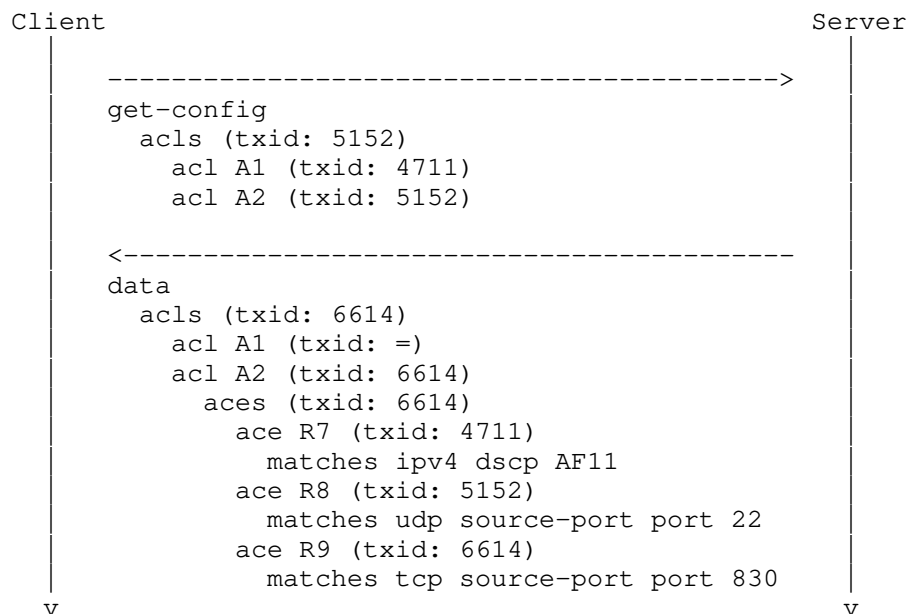 Client Server
------------------------------------------>
get-config
acls (txid: 5152)
acl A1 (txid: 4711)
acl A2 (txid: 5152)
<------------------------------------------
data
acls (txid: 6614)
acl A1 (txid: =)
acl A2 (txid: 6614)
aces (txid: 6614)
ace R7 (txid: 4711)
matches ipv4 dscp AF11
ace R8 (txid: 5152)
matches udp source-port port 22
ace R9 (txid: 6614)
matches tcp source-port port 830
v v